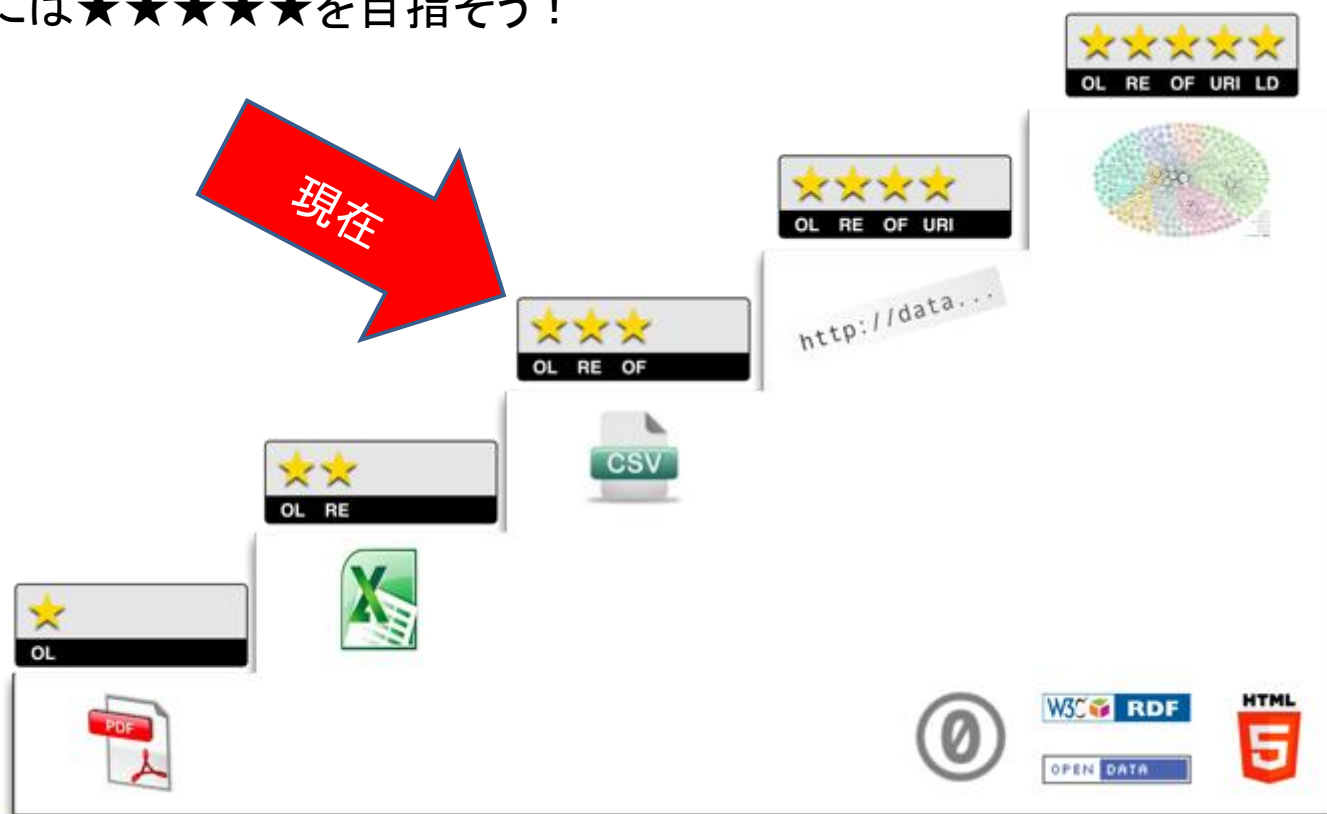 には★★★★★を目指そう！
OL RE OF URI LD
現在
OL RE OF URI
http://data...
OL RE OF
CSV
OL RE
OL
PDF
W3C RDF
OPEN DATA
HTML
5
0